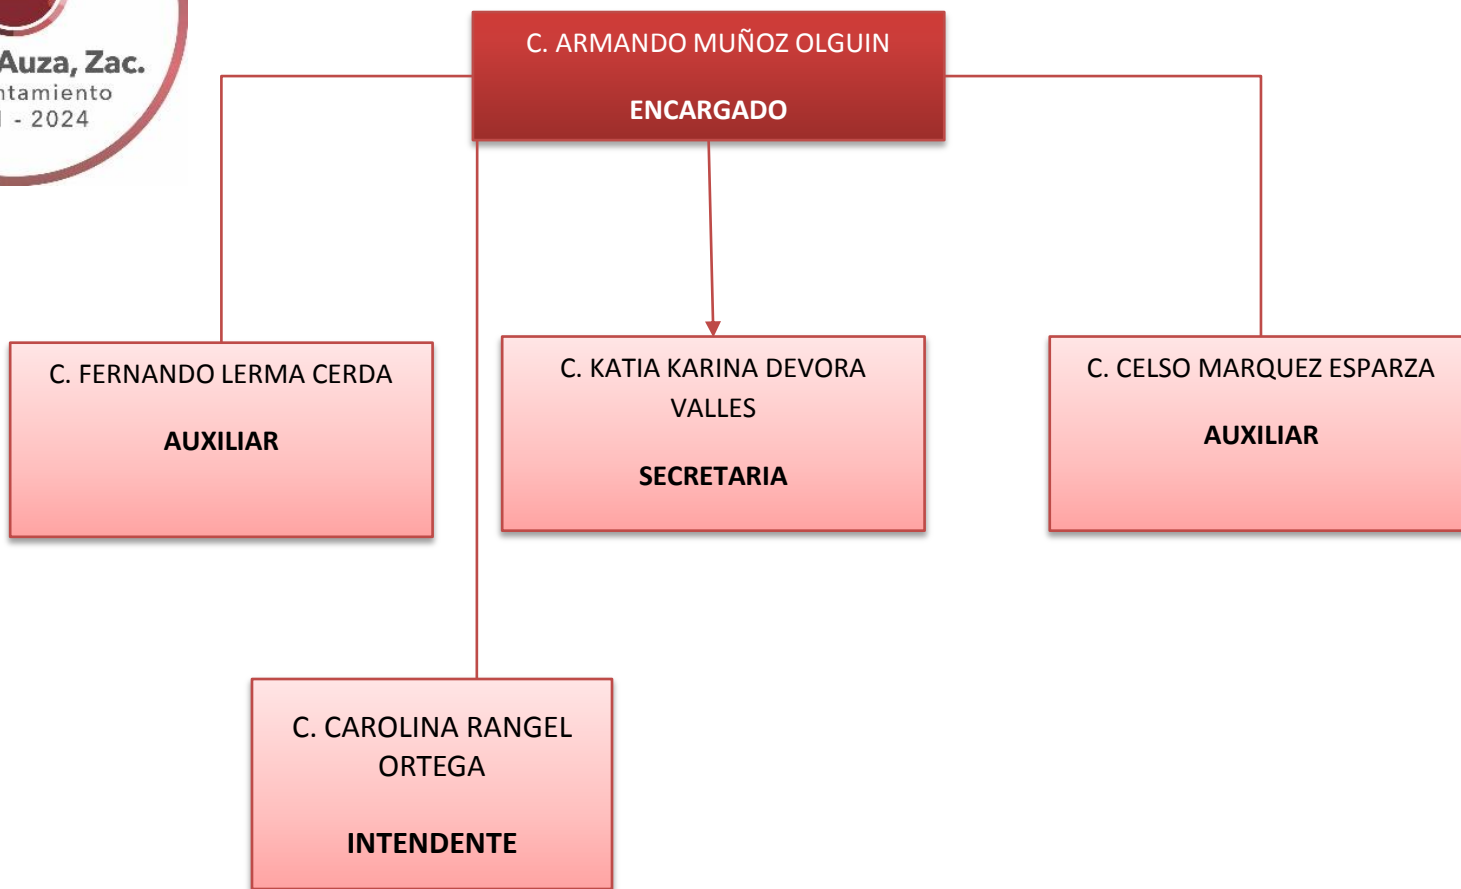 Auza, Zac.
- 2024
C. ARMANDO MUÑOZ OLGUIN
ENCARGADO
C. FERNANDO LERMA CERDA
AUXILIAR
C. KATIA KARINA DEVORA
VALLES
SECRETARIA
C. CELSO MARQUEZ ESPARZA
AUXILIAR
C. CAROLINA RANGEL
ORTEGA
INTENDENTE